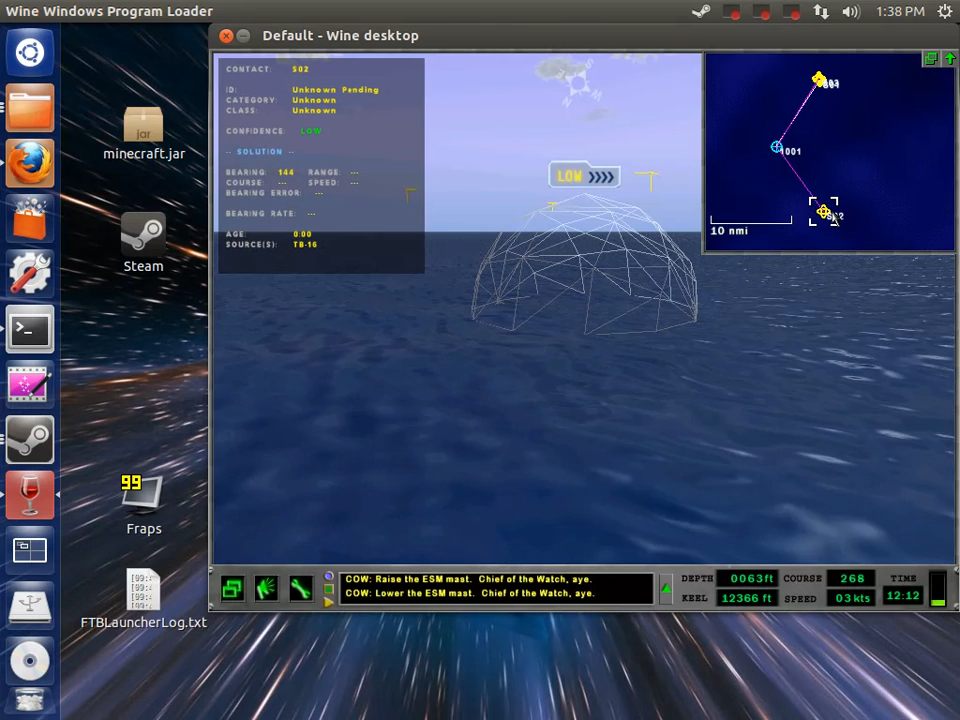 Wine Windows Program Loader
1:38 PM
Default - Wine desktop
CONTACT: S02
ID: Unknown Pending
CATEGORY: Unknown
CLASS: Unknown
CONFIDENCE: LOW
-- SOLUTION --
BEARING: 144 RANGE: ---
COURSE: --- SPEED: ---
BEARING ERROR: ---
BEARING RATE: ---
AGE: 0:00
SOURCE(S): TB-16
N
LOW
1001
10 nmi
jar
minecraft.jar
Steam
99
Fraps
FTBLauncherLog.txt
COW: Raise the ESM mast. Chief of the Watch, aye.
COW: Lower the ESM mast. Chief of the Watch, aye.
DEPTH 0063ft COURSE 268 TIME
KEEL 12366 ft SPEED 03 kts 12:12